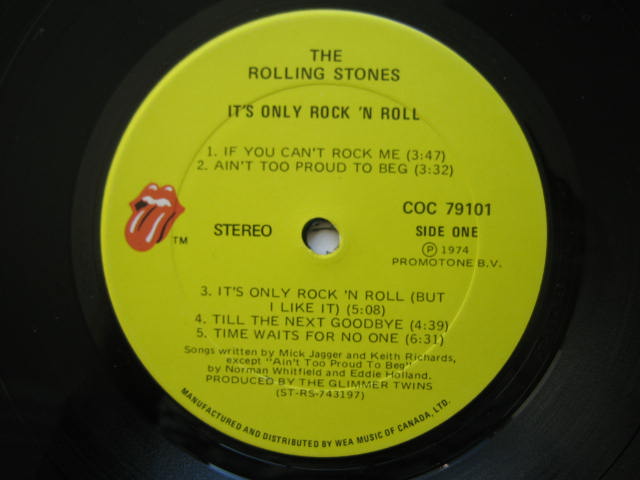 THE
ROLLING STONES
IT'S ONLY ROCK 'N ROLL
1. IF YOU CAN'T ROCK ME (3:47)
2. AIN'T TOO PROUD TO BEG (3:32)
TM
STEREO
COC 79101
SIDE ONE
℗ 1974
PROMOTONE B.V.
3. IT'S ONLY ROCK 'N ROLL (BUT
I LIKE IT) (5:08)
4. TILL THE NEXT GOODBYE (4:39)
5. TIME WAITS FOR NO ONE (6:31)
Songs written by Mick Jagger and Keith Richards,
except "Ain't Too Proud To Beg"
by Norman Whitfield and Eddie Holland.
PRODUCED BY THE GLIMMER TWINS
(ST-RS-743197)
MANUFACTURED AND DISTRIBUTED BY WEA MUSIC OF CANADA, LTD.